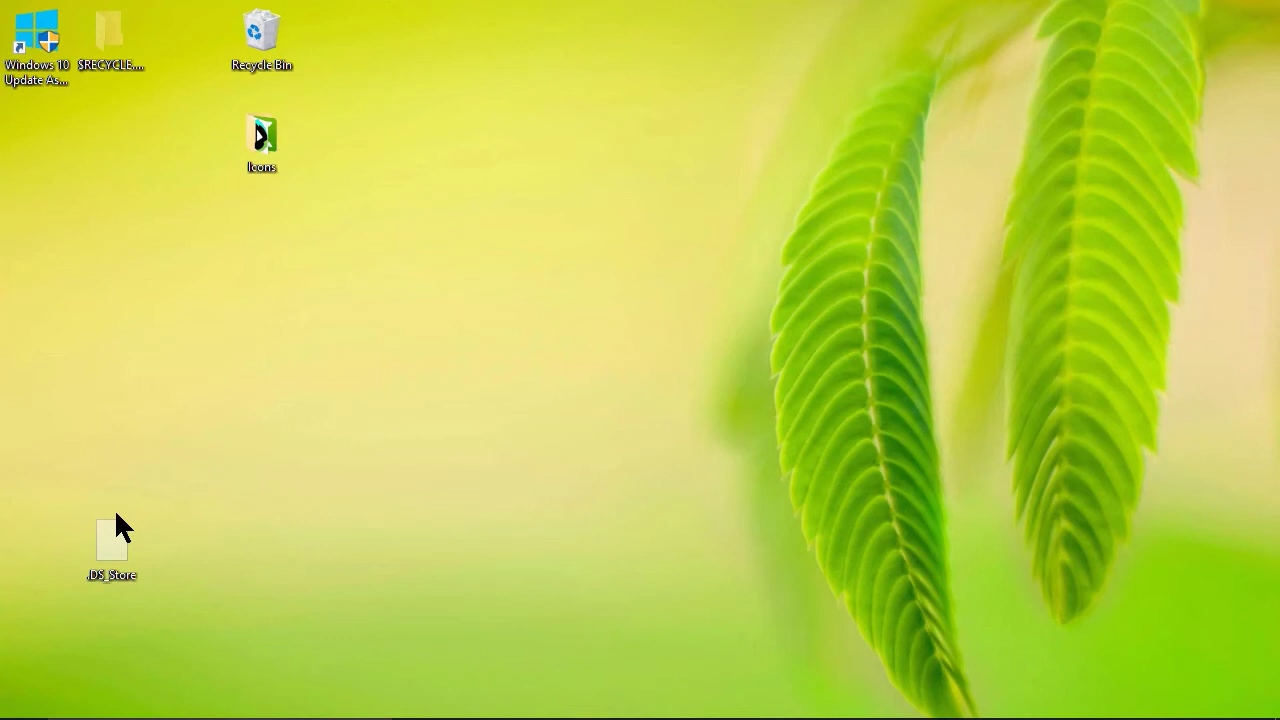 Windows 10
Update As...
$RECYCLE....
Recycle Bin
Icons
.DS_Store